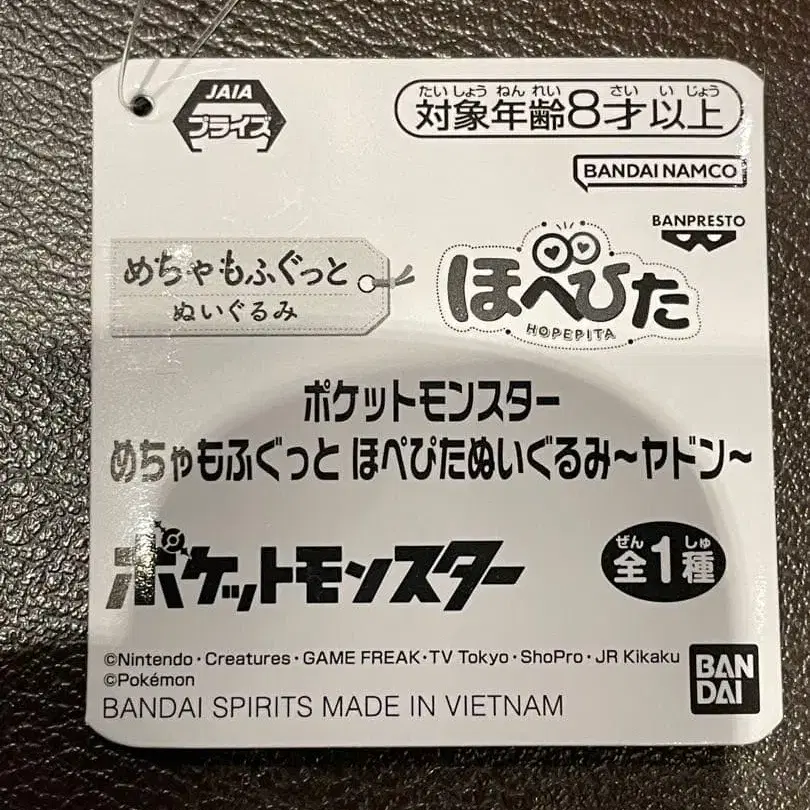 JAIA
プライズ
たいしょうねんれい さい いじょう
対象年齢8才以上
BANDAI NAMCO
BANPRESTO
めちゃもふぐっと
ぬいぐるみ
ほぺぴた
HOPEPITA
ポケットモンスター
めちゃもふぐっと ほぺぴたぬいぐるみ～ヤドン～
ポケットモンスター
ぜん しゅ
全1種
©Nintendo・Creatures・GAME FREAK・TV Tokyo・ShoPro・JR Kikaku
©Pokémon
BANDAI SPIRITS MADE IN VIETNAM
BAN
DAI